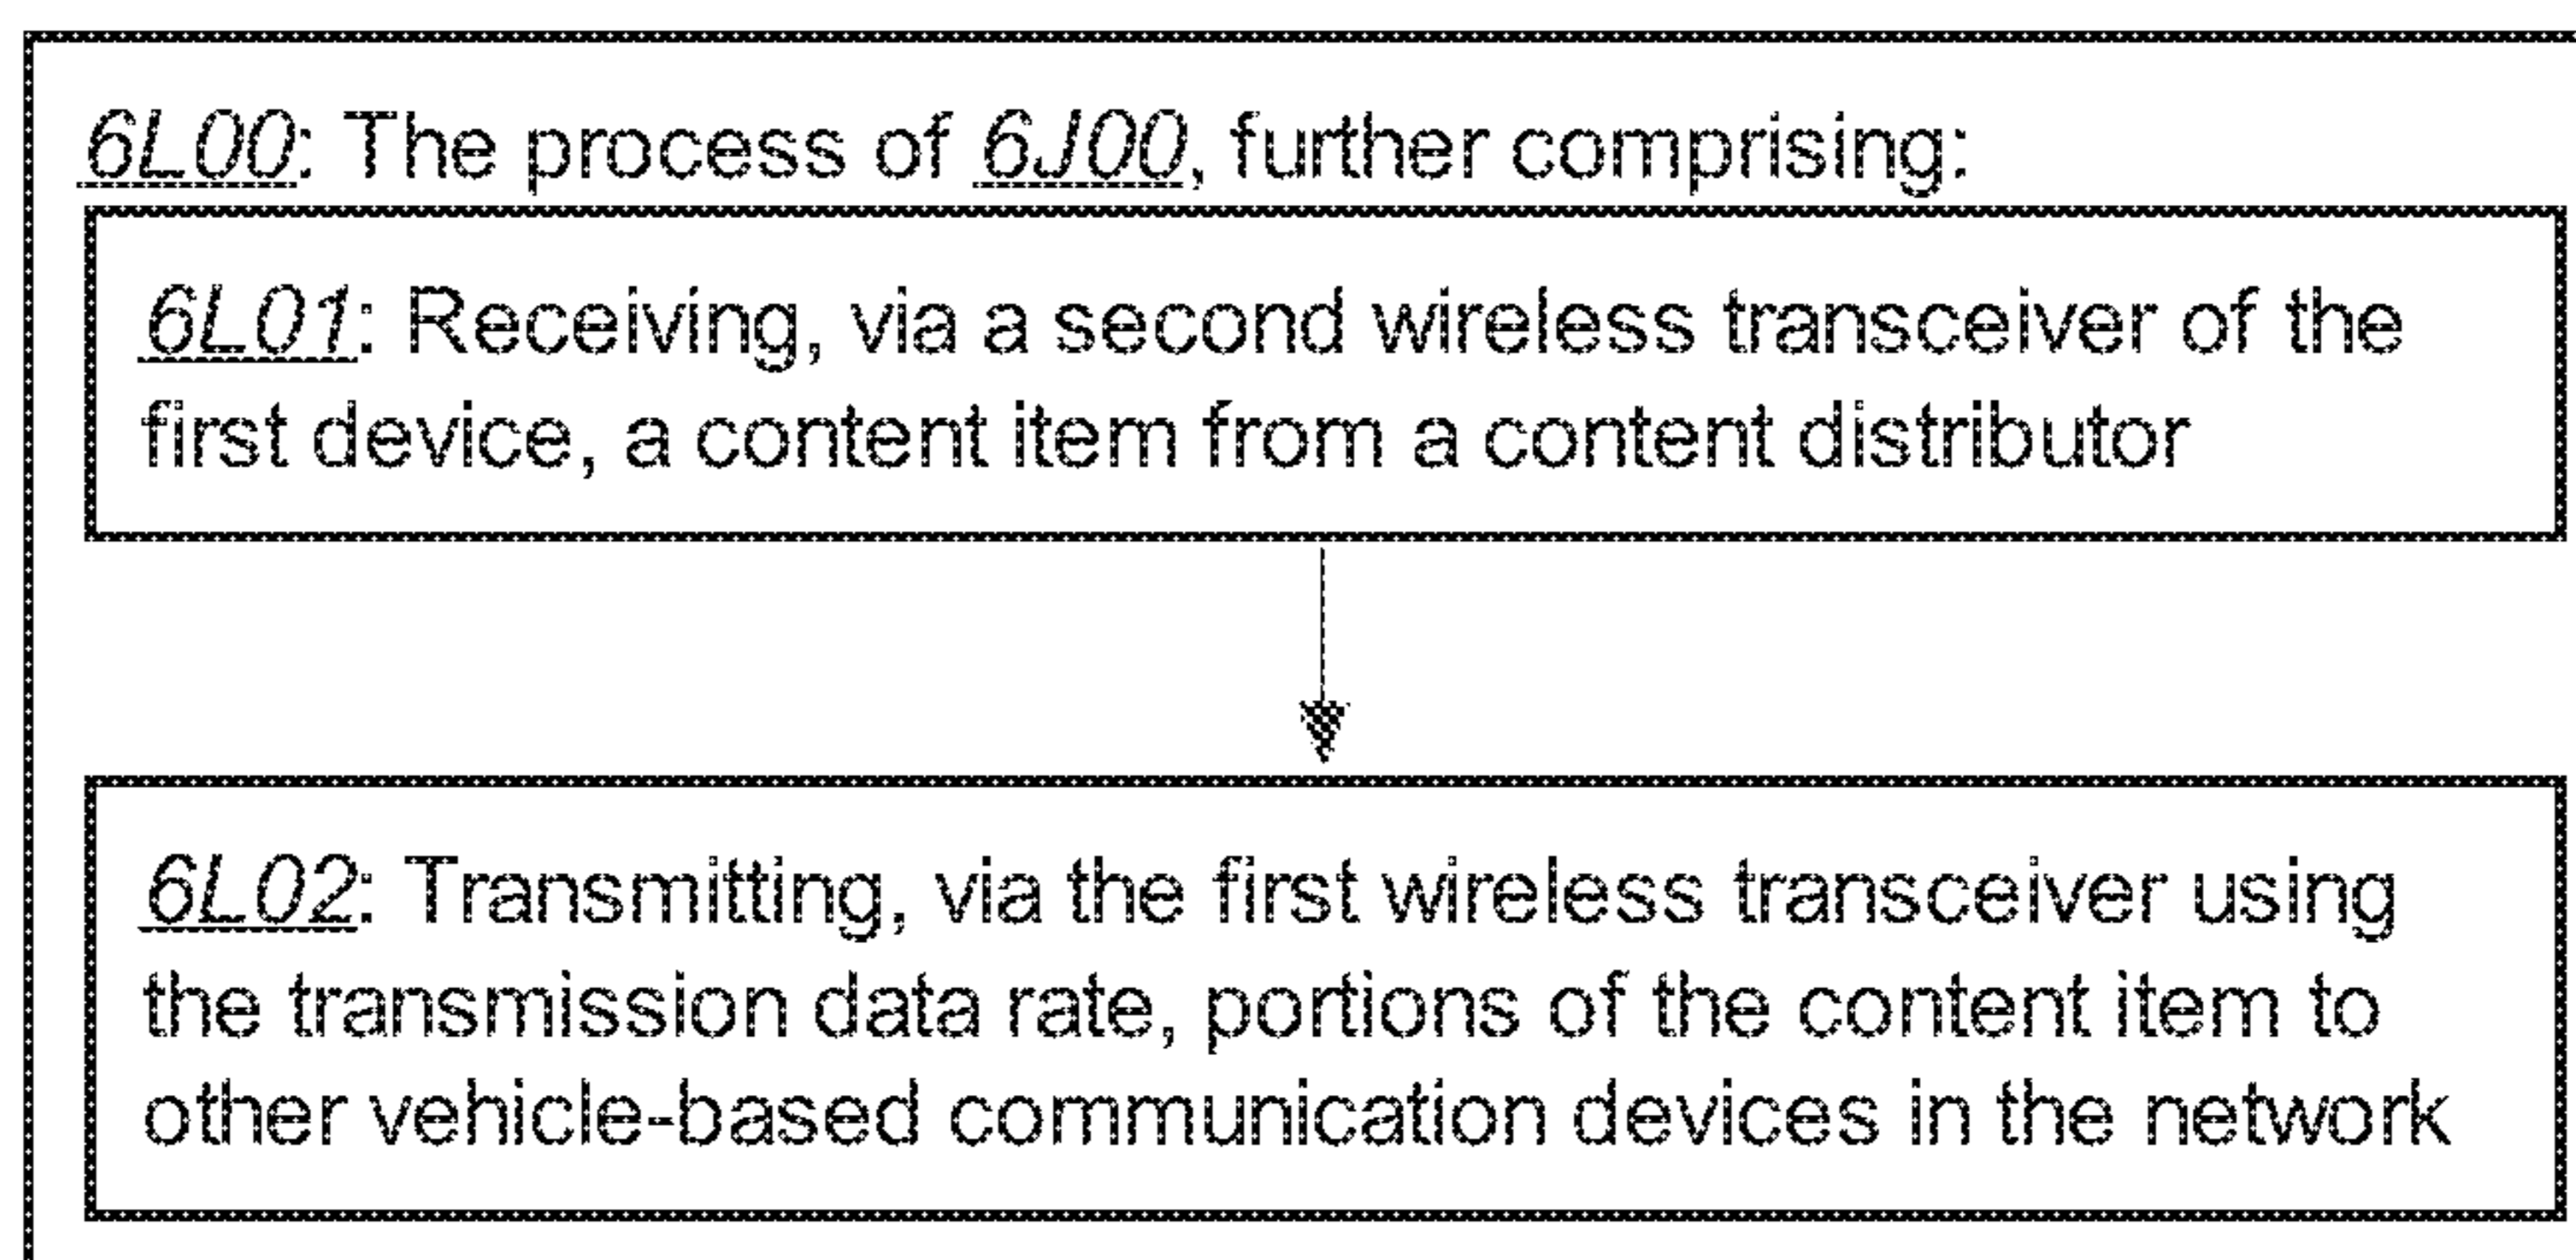 6L00: The process of 6J00, further comprising:
6L01: Receiving, via a second wireless transceiver of the
first device, a content item from a content distributor
6L02: Transmitting, via the first wireless transceiver using
the transmission data rate, portions of the content item to
other vehicle-based communication devices in the network